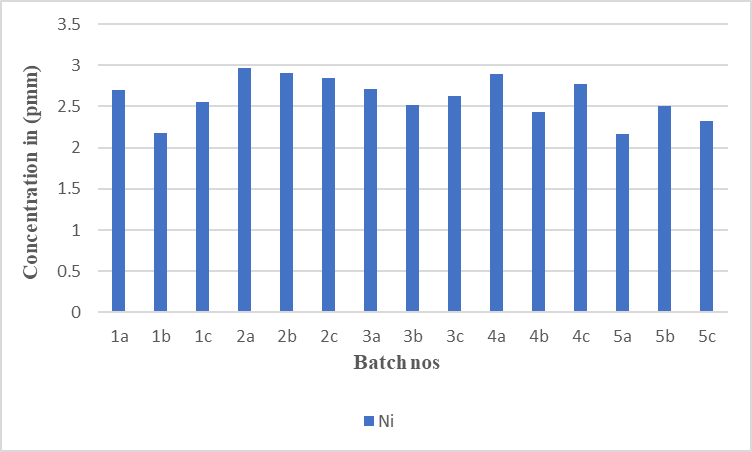 3.5
3
2.5
2
1.5
1
0.5
0
Concentration in (pmm)
1a 1b 1c 2a 2b 2c 3a 3b 3c 4a 4b 4c 5a 5b 5c
Batch nos
Ni